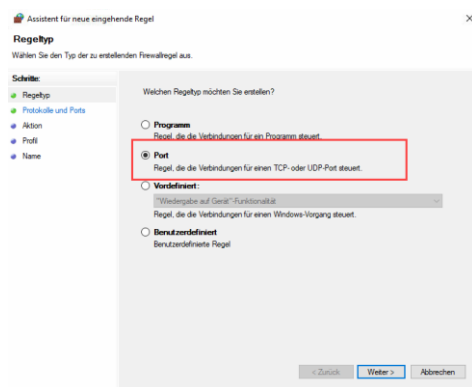 Assistent für neue eingehende Regel
Regeltyp
Wählen Sie den Typ der zu erstellenden Firewallregel aus.
Schritte:
Regeltyp
Protokolle und Ports
Aktion
Profil
Name
Welchen Regeltyp möchten Sie erstellen?
Programm
Regel, die die Verbindungen für ein Programm steuert.
Port
Regel, die die Verbindungen für einen TCP- oder UDP-Port steuert.
Vordefiniert:
"Wiedergabe auf Gerät"-Funktionalität
Regel, die die Verbindungen für einen Windows-Vorgang steuert.
Benutzerdefiniert
Benutzerdefinierte Regel
< Zurück
Weiter >
Abbrechen